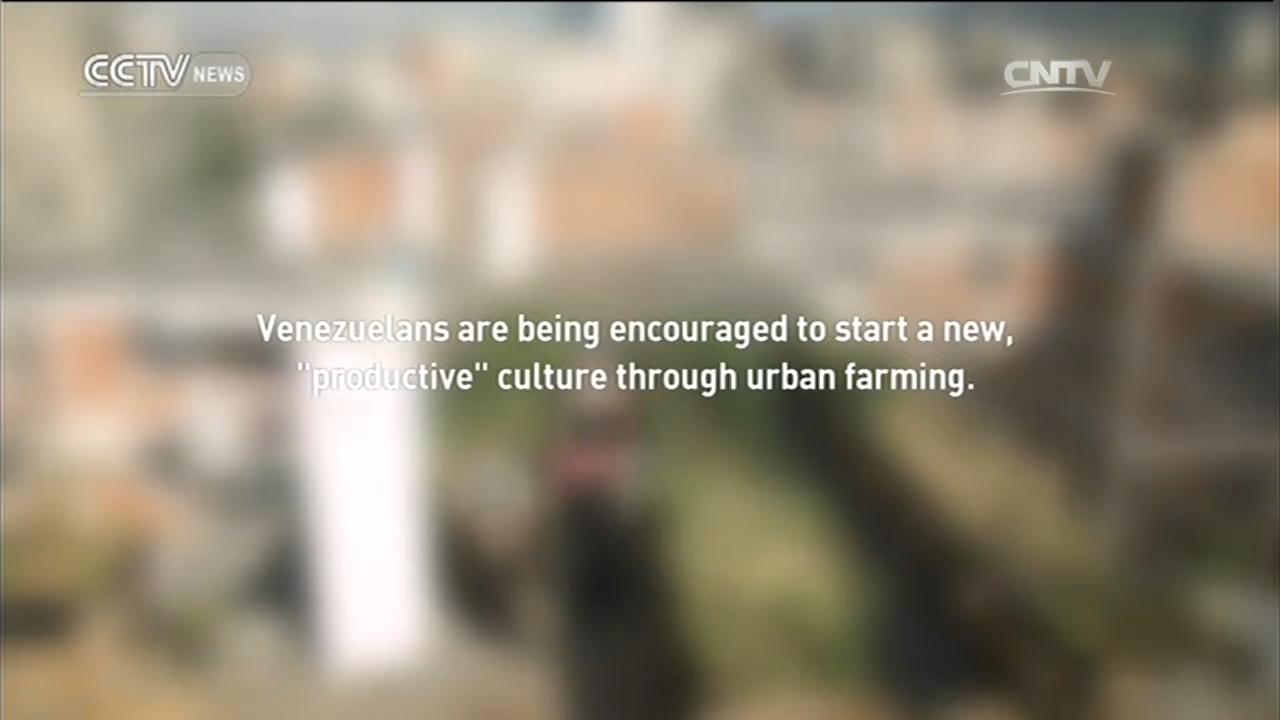 CCTV NEWS
CNTV
Venezuelans are being encouraged to start a new,
"productive" culture through urban farming.